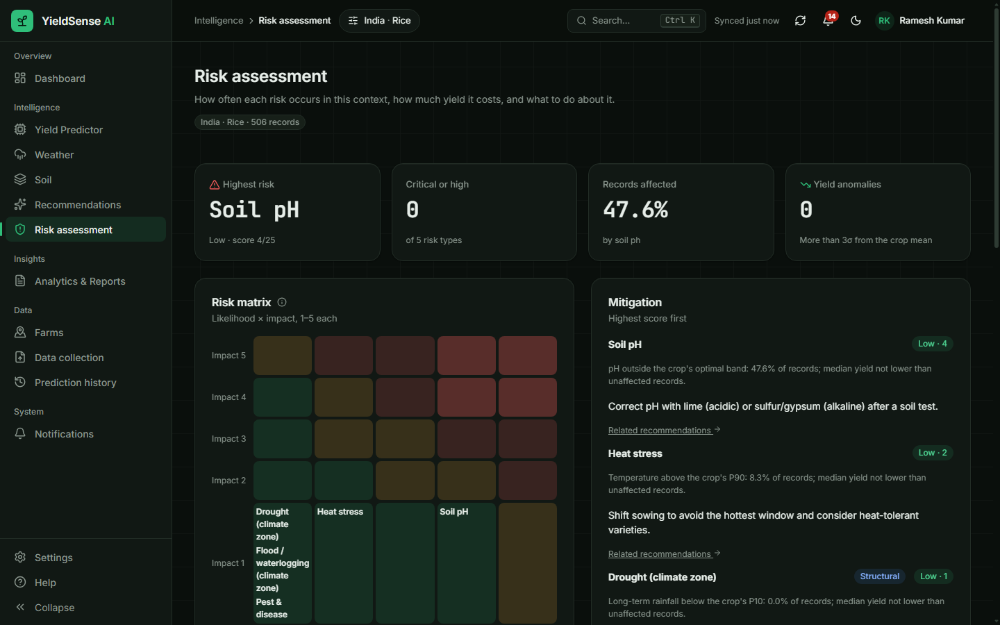 YieldSense AI
Overview
Dashboard
Intelligence
Yield Predictor
Weather
Soil
Recommendations
Risk assessment
Insights
Analytics & Reports
Data
Farms
Data collection
Prediction history
System
Notifications
Settings
Help
Collapse
Intelligence > Risk assessment
India · Rice
Search...
Ctrl K
Synced just now
14
RK
Ramesh Kumar
Risk assessment
How often each risk occurs in this context, how much yield it costs, and what to do about it.
India · Rice · 506 records
Highest risk
Soil pH
Low · score 4/25
Critical or high
0
of 5 risk types
Records affected
47.6%
by soil ph
Yield anomalies
0
More than 3σ from the crop mean
Risk matrix
Likelihood × impact, 1–5 each
Impact 5
Impact 4
Impact 3
Impact 2
Impact 1
Drought
(climate
zone)
Flood /
waterlogging
(climate
zone)
Pest &
disease
Heat stress
Soil pH
Mitigation
Highest score first
Soil pH
Low · 4
pH outside the crop's optimal band: 47.6% of records; median yield not lower than
unaffected records.
Correct pH with lime (acidic) or sulfur/gypsum (alkaline) after a soil test.
Related recommendations →
Heat stress
Low · 2
Temperature above the crop's P90: 8.3% of records; median yield not lower than
unaffected records.
Shift sowing to avoid the hottest window and consider heat-tolerant
varieties.
Related recommendations →
Drought (climate zone)
Structural
Low · 1
Long-term rainfall below the crop's P10: 0.0% of records; median yield not lower than
unaffected records.